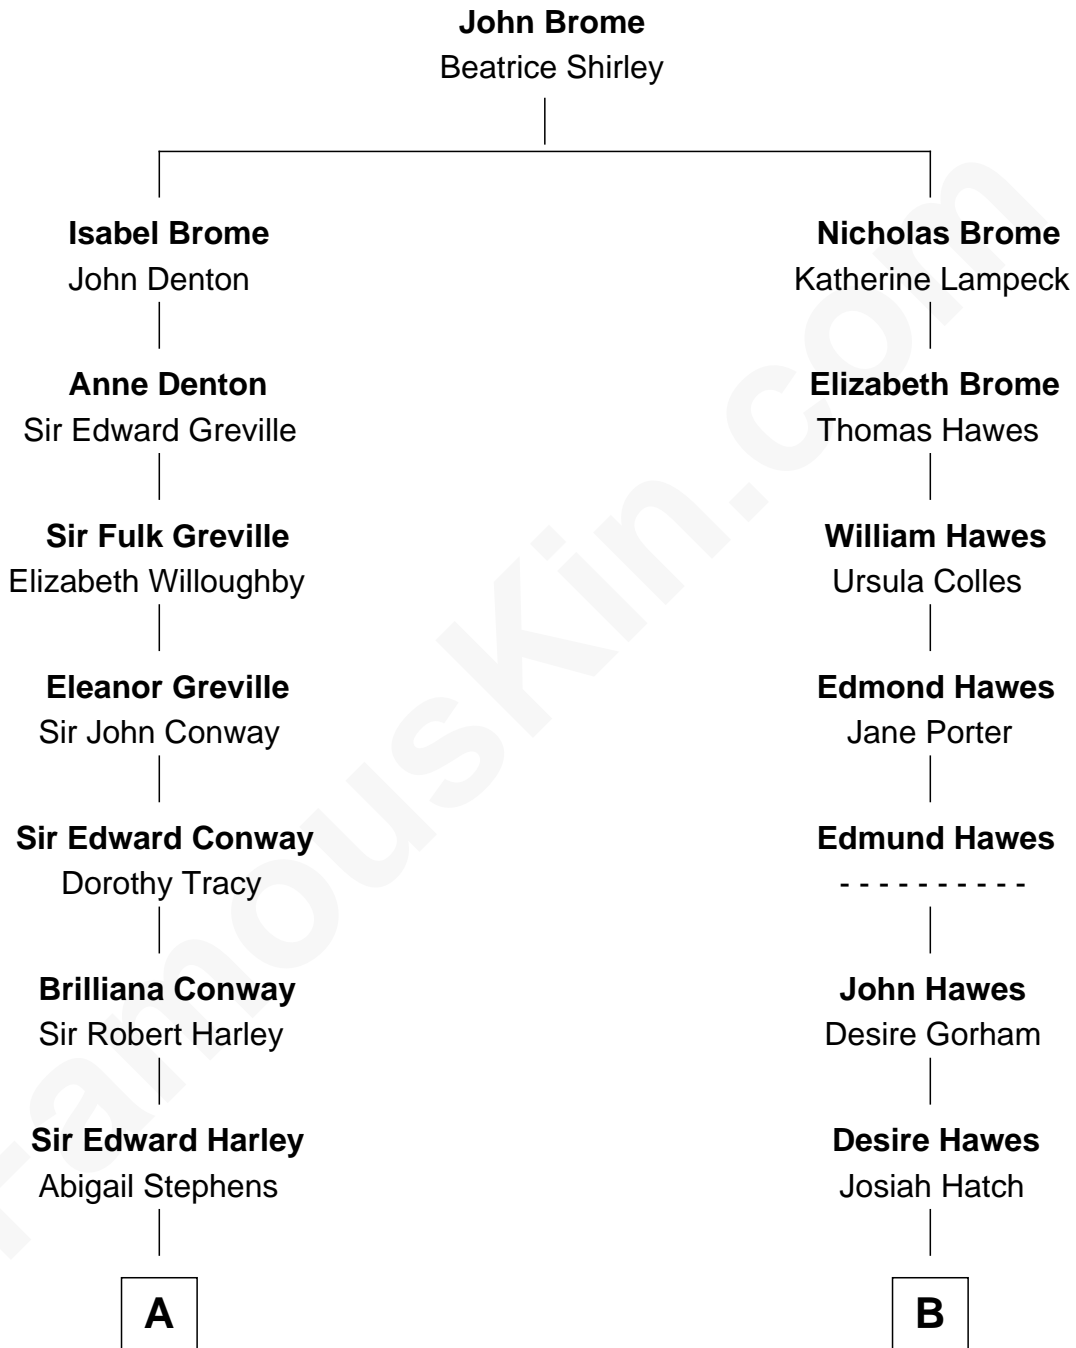 John Brome
Beatrice Shirley
Isabel Brome
John Denton
Nicholas Brome
Katherine Lampeck
Anne Denton
Sir Edward Greville
Elizabeth Brome
Thomas Hawes
Sir Fulk Greville
Elizabeth Willoughby
William Hawes
Ursula Colles
Eleanor Greville
Sir John Conway
Edmond Hawes
Jane Porter
Sir Edward Conway
Dorothy Tracy
Edmund Hawes
- - - - - - - - - -
Brilliana Conway
Sir Robert Harley
John Hawes
Desire Gorham
Sir Edward Harley
Abigail Stephens
Desire Hawes
Josiah Hatch
A
B
FamousKin.com